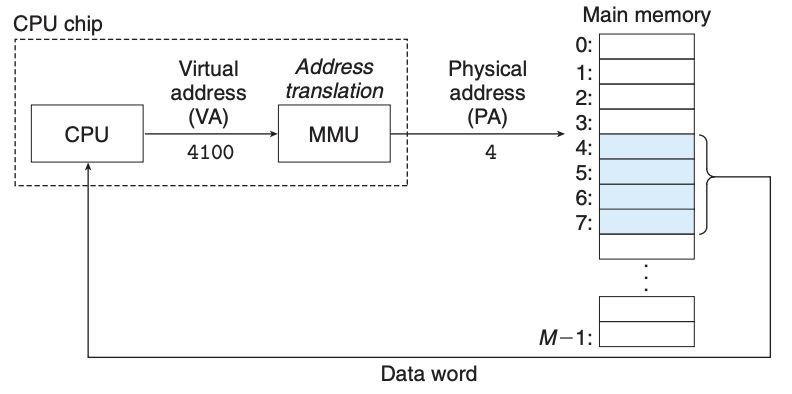 CPU chip
Main memory
Virtual
address
(VA)
4100
Address
translation
Physical
address
(PA)
4
CPU
MMU
0:
1:
2:
3:
4:
5:
6:
7:
M−1:
Data word